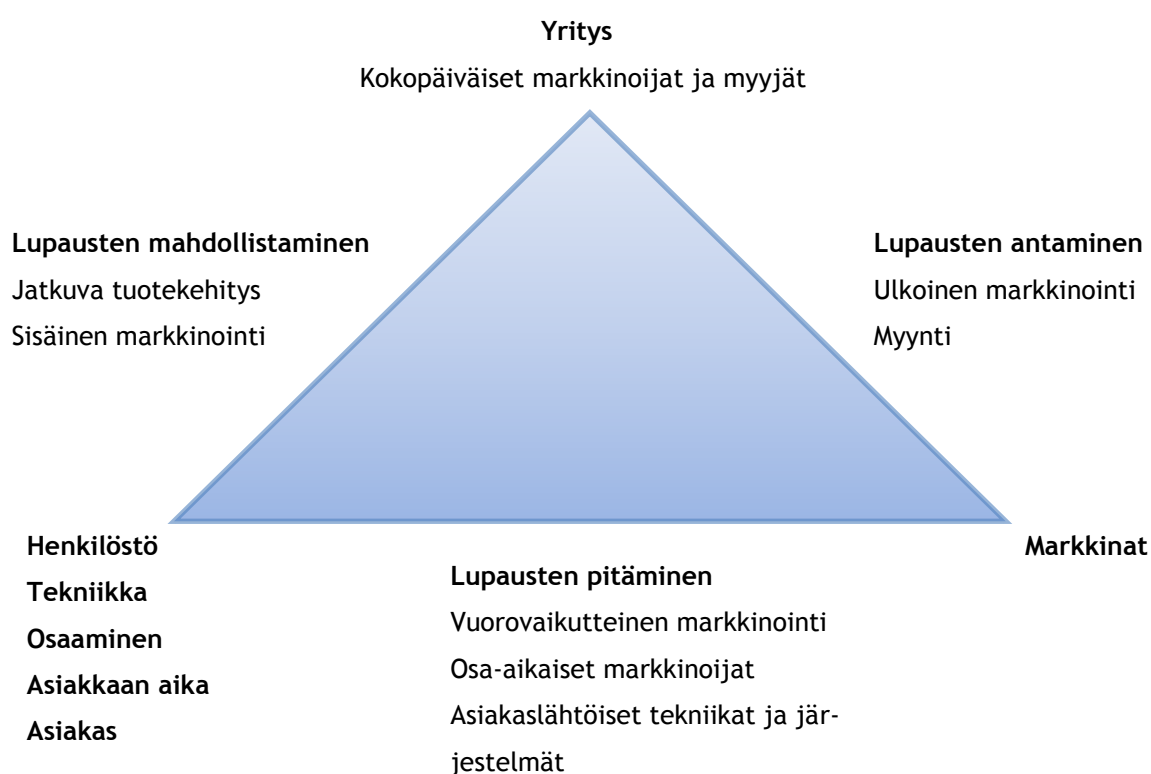 Yritys
Kokopäiväiset markkinoijat ja myyjät
Lupausten mahdollistaminen
Jatkuva tuotekehitys
Sisäinen markkinointi
Lupausten antaminen
Ulkoinen markkinointi
Myynti
Henkilöstö
Tekniikka
Osaaminen
Asiakkaan aika
Asiakas
Lupausten pitäminen
Vuorovaikutteinen markkinointi
Osa-aikaiset markkinoijat
Asiakaslähtöiset tekniikat ja jär-
jestelmät
Markkinat